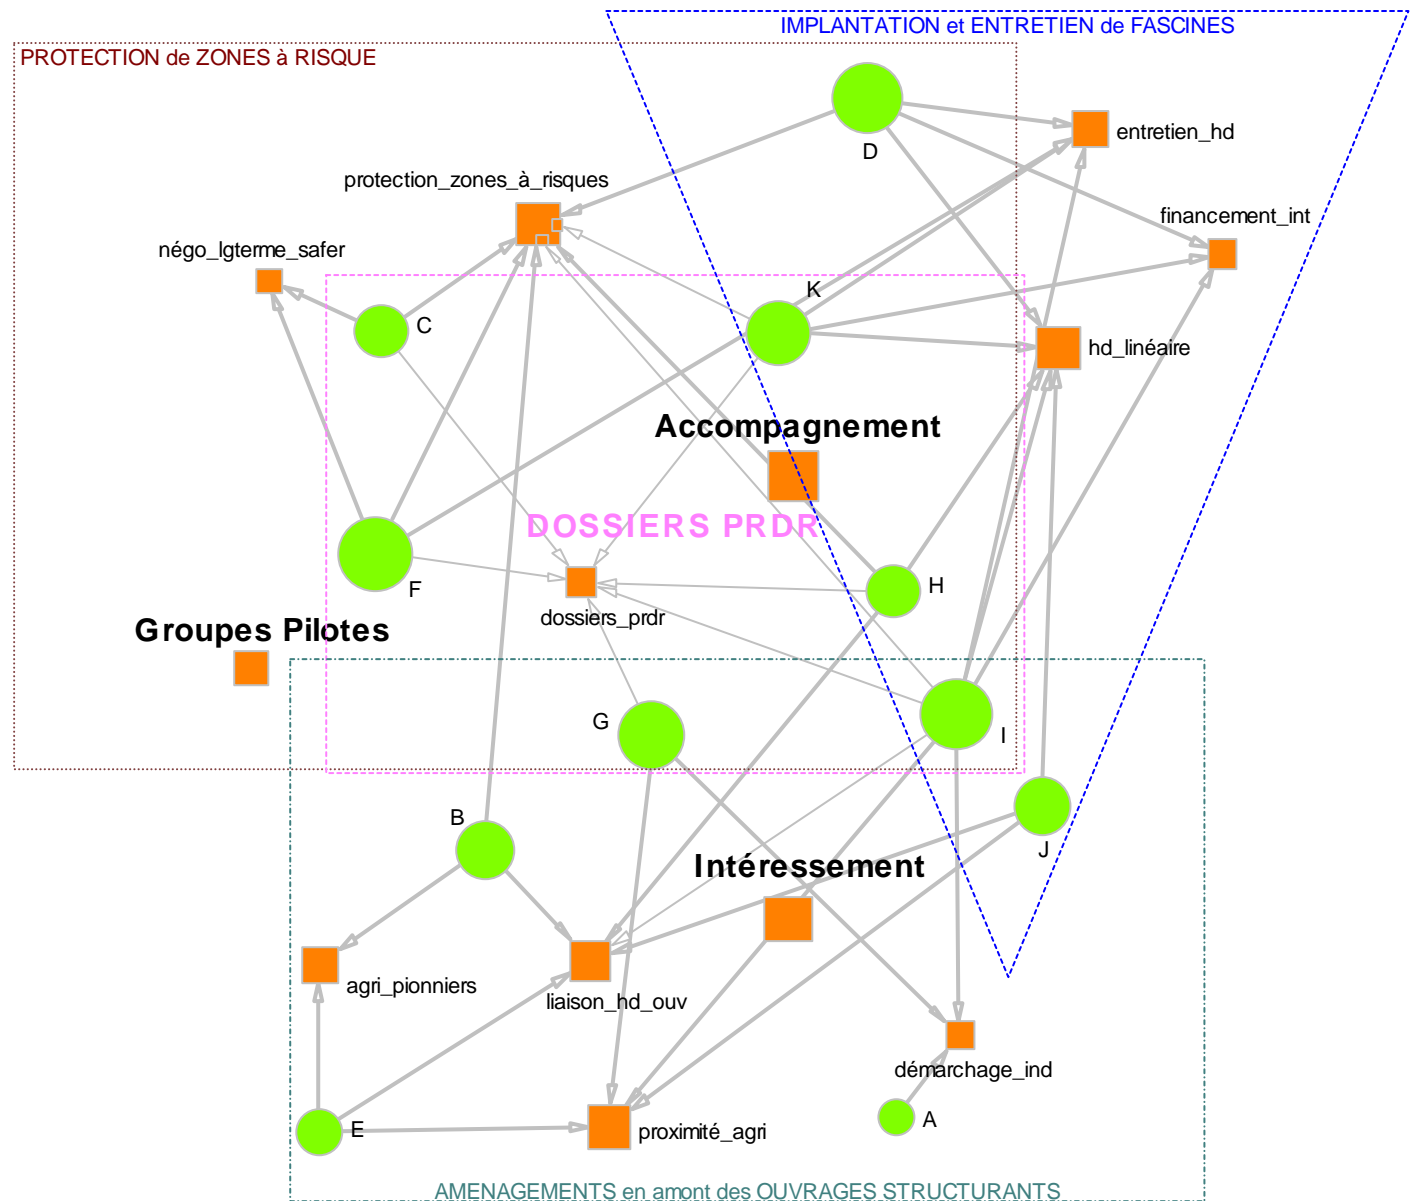 IMPLANTATION et ENTRETIEN de FASCINES
PROTECTION de ZONES à RISQUE
D
entretien_hd
protection_zones_à_risques
financement_int
négo_lgterme_safer
K
C
hd_linéaire
Accompagnement
DOSSIERS PRDR
F
H
dossiers_prdr
Groupes Pilotes
G
I
B
J
Intéressement
agri_pionniers
liaison_hd_ouv
démarchage_ind
A
E
proximité_agri
AMENAGEMENTS en amont des OUVRAGES STRUCTURANTS